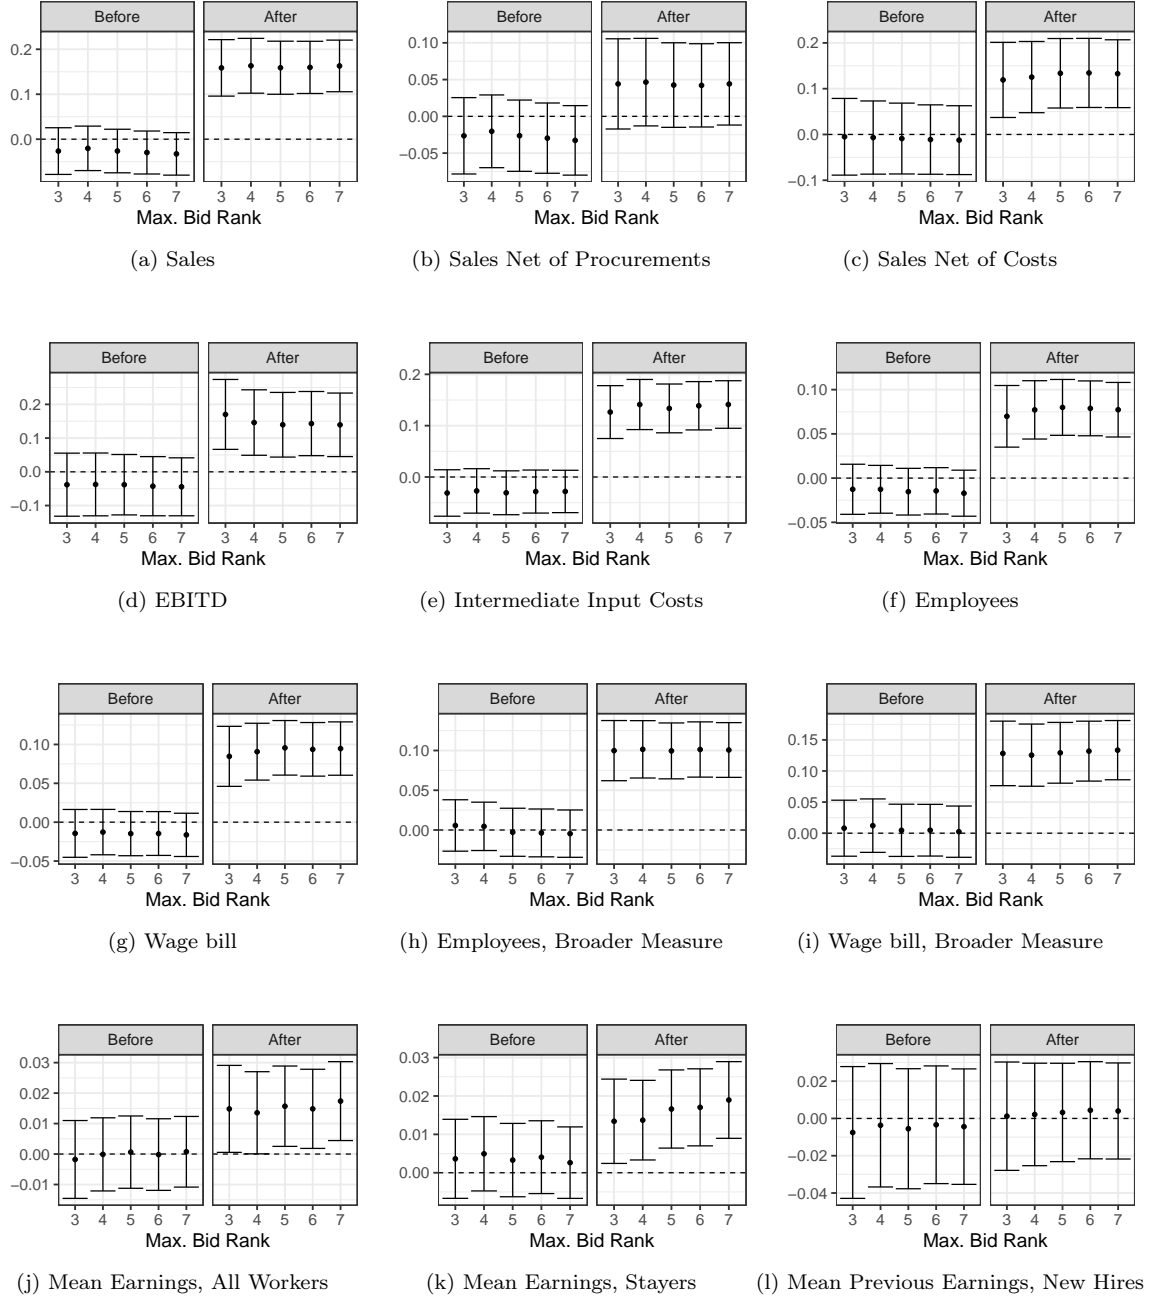 Before After Before After Before After
0.2
0.1
0.0
0.10
0.05
0.00
−0.05
0.2
0.1
0.0
−0.1
3 4 5 6 7 3 4 5 6 7 3 4 5 6 7 3 4 5 6 7 3 4 5 6 7 3 4 5 6 7
Max. Bid Rank Max. Bid Rank Max. Bid Rank
(a) Sales (b) Sales Net of Procurements (c) Sales Net of Costs
Before After Before After Before After
0.2
0.1
0.0
−0.1
0.2
0.1
0.0
0.10
0.05
0.00
−0.05
3 4 5 6 7 3 4 5 6 7 3 4 5 6 7 3 4 5 6 7 3 4 5 6 7 3 4 5 6 7
Max. Bid Rank Max. Bid Rank Max. Bid Rank
(d) EBITD (e) Intermediate Input Costs (f) Employees
Before After Before After Before After
0.10
0.05
0.00
−0.05
0.10
0.05
0.00
0.15
0.10
0.05
0.00
3 4 5 6 7 3 4 5 6 7 3 4 5 6 7 3 4 5 6 7 3 4 5 6 7 3 4 5 6 7
Max. Bid Rank Max. Bid Rank Max. Bid Rank
(g) Wage bill (h) Employees, Broader Measure (i) Wage bill, Broader Measure
Before After Before After Before After
0.03
0.02
0.01
0.00
−0.01
0.03
0.02
0.01
0.00
0.02
0.00
−0.02
−0.04
3 4 5 6 7 3 4 5 6 7 3 4 5 6 7 3 4 5 6 7 3 4 5 6 7 3 4 5 6 7
Max. Bid Rank Max. Bid Rank Max. Bid Rank
(j) Mean Earnings, All Workers (k) Mean Earnings, Stayers (l) Mean Previous Earnings, New Hires